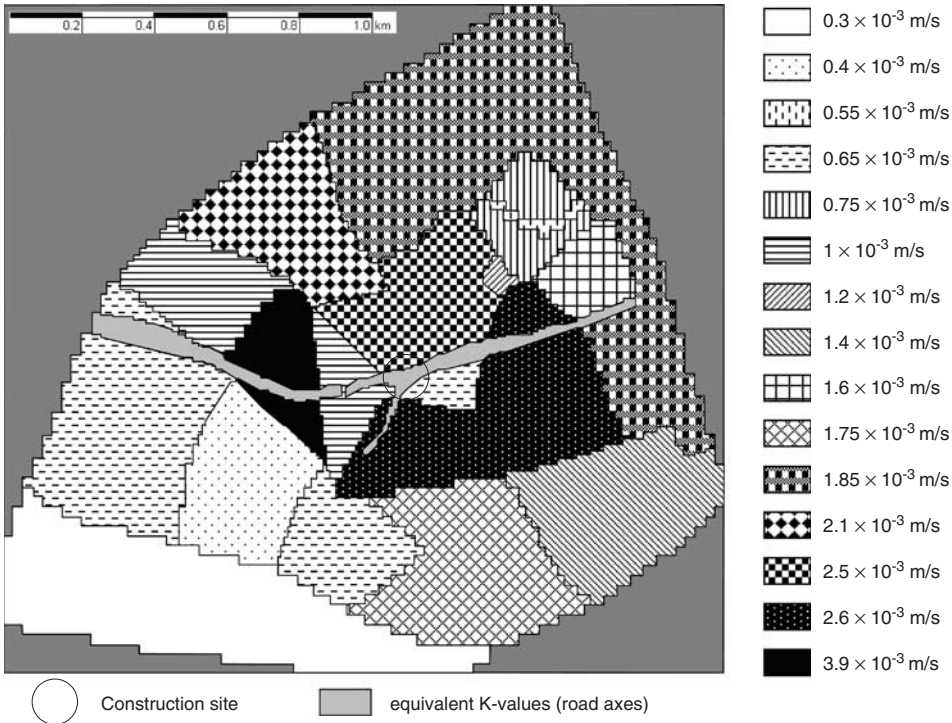 0.2 0.4 0.6 0.8 1.0 km
0.3 × 10⁻³ m/s
0.4 × 10⁻³ m/s
0.55 × 10⁻³ m/s
0.65 × 10⁻³ m/s
0.75 × 10⁻³ m/s
1 × 10⁻³ m/s
1.2 × 10⁻³ m/s
1.4 × 10⁻³ m/s
1.6 × 10⁻³ m/s
1.75 × 10⁻³ m/s
1.85 × 10⁻³ m/s
2.1 × 10⁻³ m/s
2.5 × 10⁻³ m/s
2.6 × 10⁻³ m/s
3.9 × 10⁻³ m/s
Construction site
equivalent K-values (road axes)